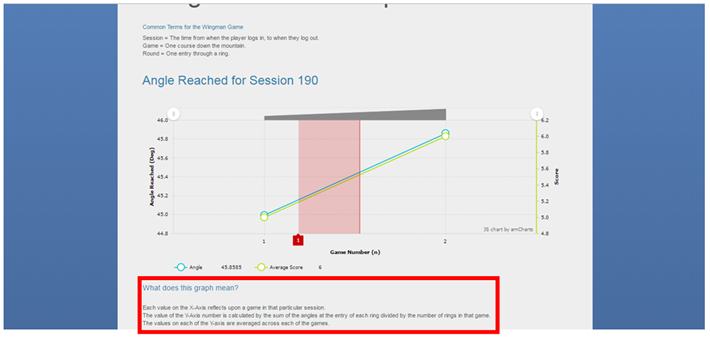 Common Terms for the Wingman Game
Session = The time from when the player logs in, to when they log out.
Game = One course down the mountain.
Round = One entry through a ring.
Angle Reached for Session 190
46.0
45.8
45.6
45.4
45.2
45.0
44.8
Angle Reached (Deg)
6.2
6.0
5.8
5.6
5.4
5.2
5.0
4.8
Score
JS chart by amCharts
1
1
2
Game Number (n)
Angle 45.8585 Average Score 6
What does this graph mean?
Each value on the X-Axis reflects upon a game in that particular session.
The value of the Y-Axis number is calculated by the sum of the angles at the entry of each ring divided by the number of rings in that game.
The values on each of the Y-axis are averaged across each of the games.